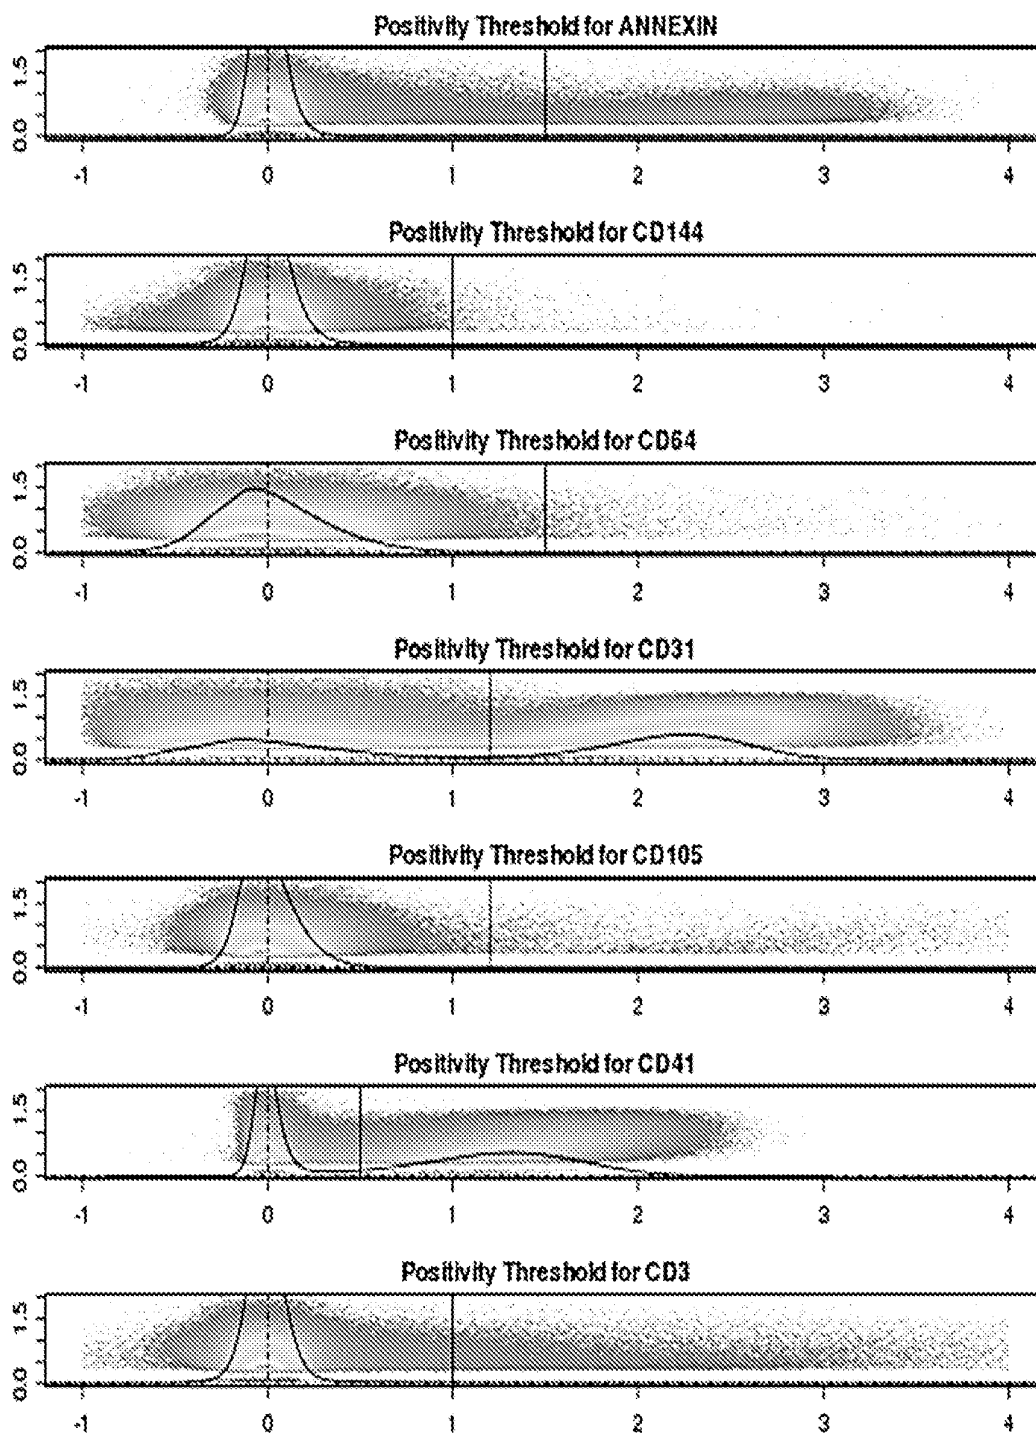 Positivity Threshold for ANNEXIN
1.5
0.0
-1 0 1 2 3 4
Positivity Threshold for CD144
1.5
0.0
-1 0 1 2 3 4
Positivity Threshold for CD64
1.5
0.0
-1 0 1 2 3 4
Positivity Threshold for CD31
1.5
0.0
-1 0 1 2 3 4
Positivity Threshold for CD105
1.5
0.0
-1 0 1 2 3 4
Positivity Threshold for CD41
1.5
0.0
-1 0 1 2 3 4
Positivity Threshold for CD3
1.5
0.0
-1 0 1 2 3 4